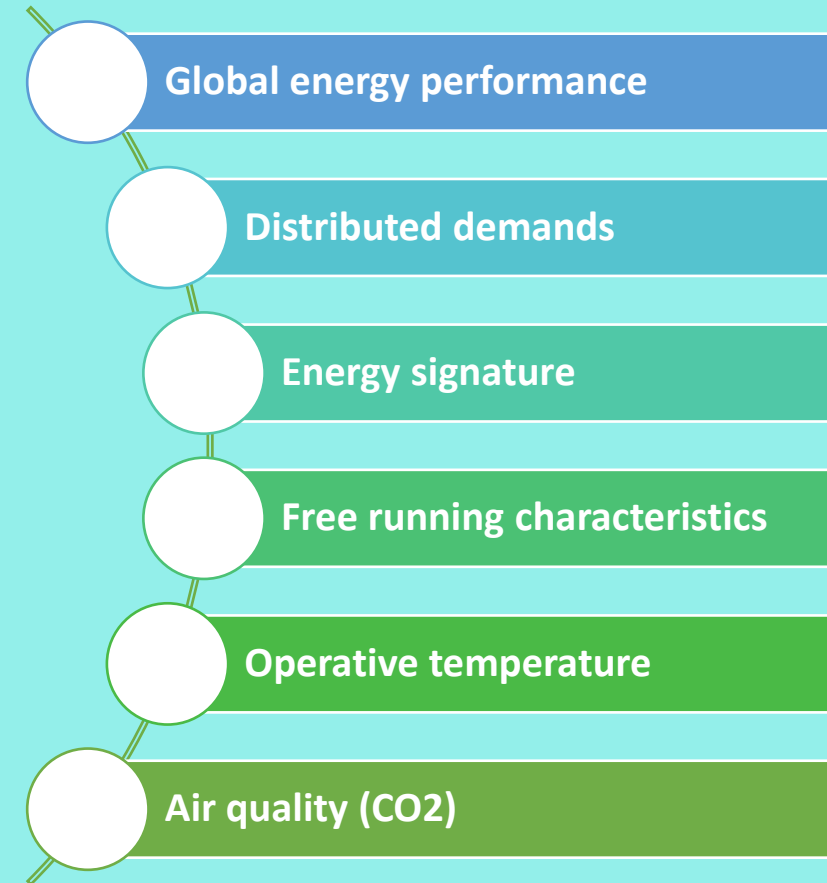 Global energy performance
Distributed demands
Energy signature
Free running characteristics
Operative temperature
Air quality (CO2)